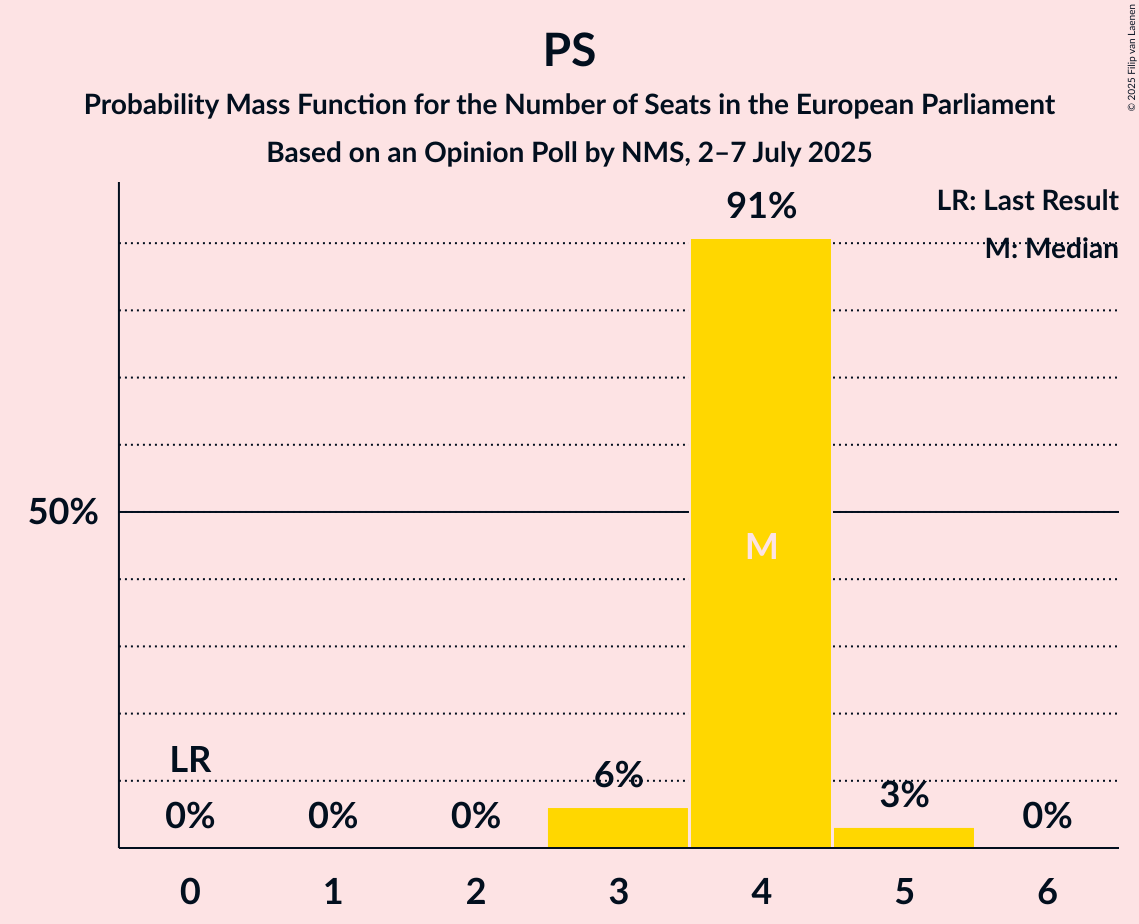 PS
Probability Mass Function for the Number of Seats in the European Parliament
Based on an Opinion Poll by NMS, 2–7 July 2025
© 2025 Filip van Laenen
LR: Last Result
M: Median
91%
50%
M
LR
0%
0%
0%
6%
3%
0%
0
1
2
3
4
5
6